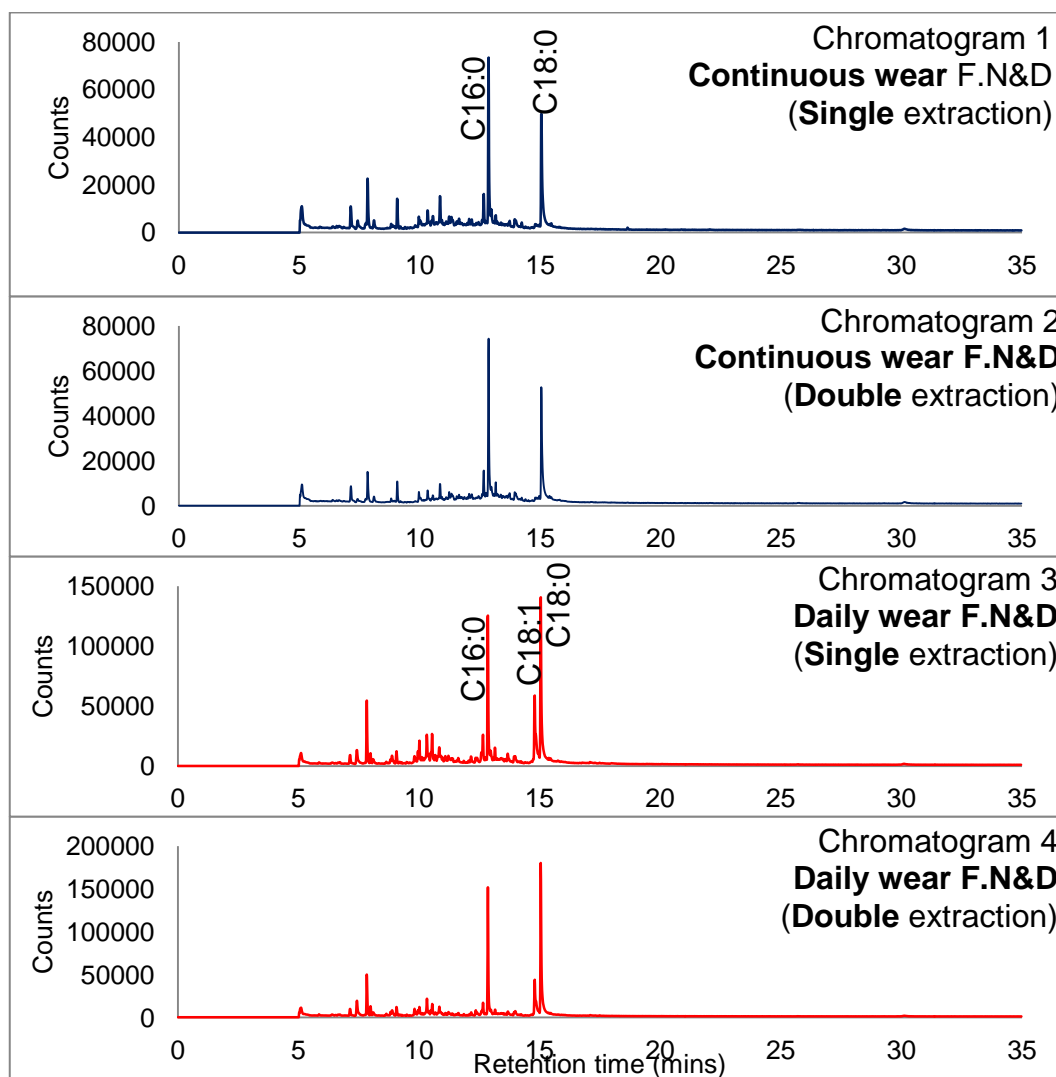 Chromatogram 1
Continuous wear F.N&D
(Single extraction)
C16:0
C18:0
Counts
80000
60000
40000
20000
0
0 5 10 15 20 25 30 35
Chromatogram 2
Continuous wear F.N&D
(Double extraction)
Counts
80000
60000
40000
20000
0
0 5 10 15 20 25 30 35
Chromatogram 3
Daily wear F.N&D
(Single extraction)
C16:0
C18:1
C18:0
Counts
150000
100000
50000
0
0 5 10 15 20 25 30 35
Chromatogram 4
Daily wear F.N&D
(Double extraction)
Counts
200000
150000
100000
50000
0
0 5 10 15 20 25 30 35
Retention time (mins)